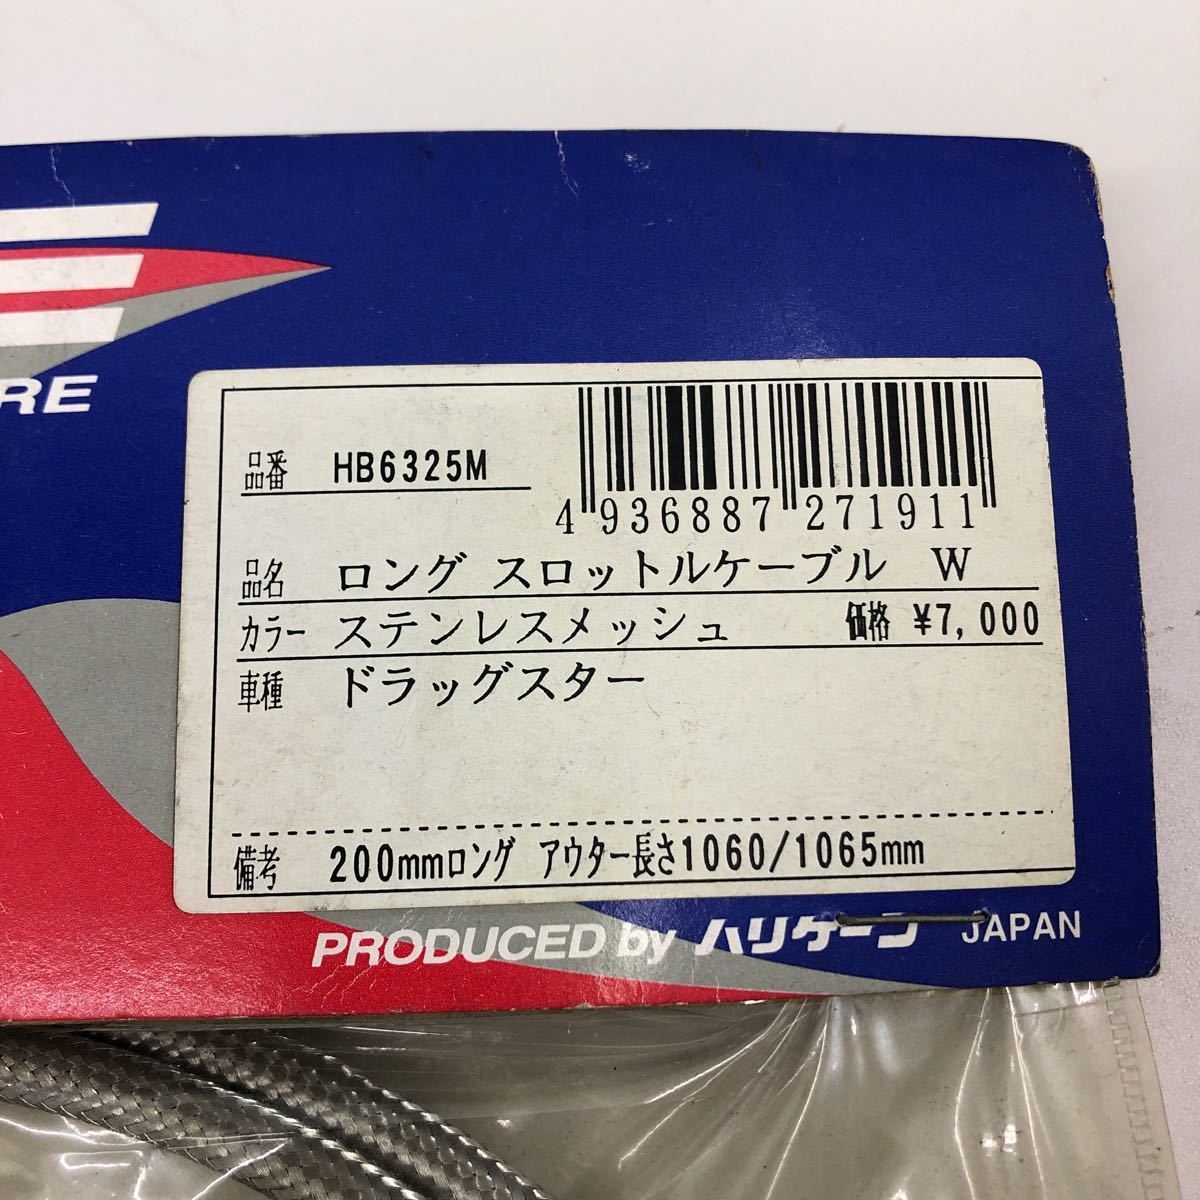 RE
品番 HB6325M
4 936887 271911
品名 ロング スロットルケーブル W
カラー ステンレスメッシュ 価格 ¥7,000
車種 ドラッグスター
備考 200mmロング アウター長さ1060/1065mm
PRODUCED by ハリケーン JAPAN